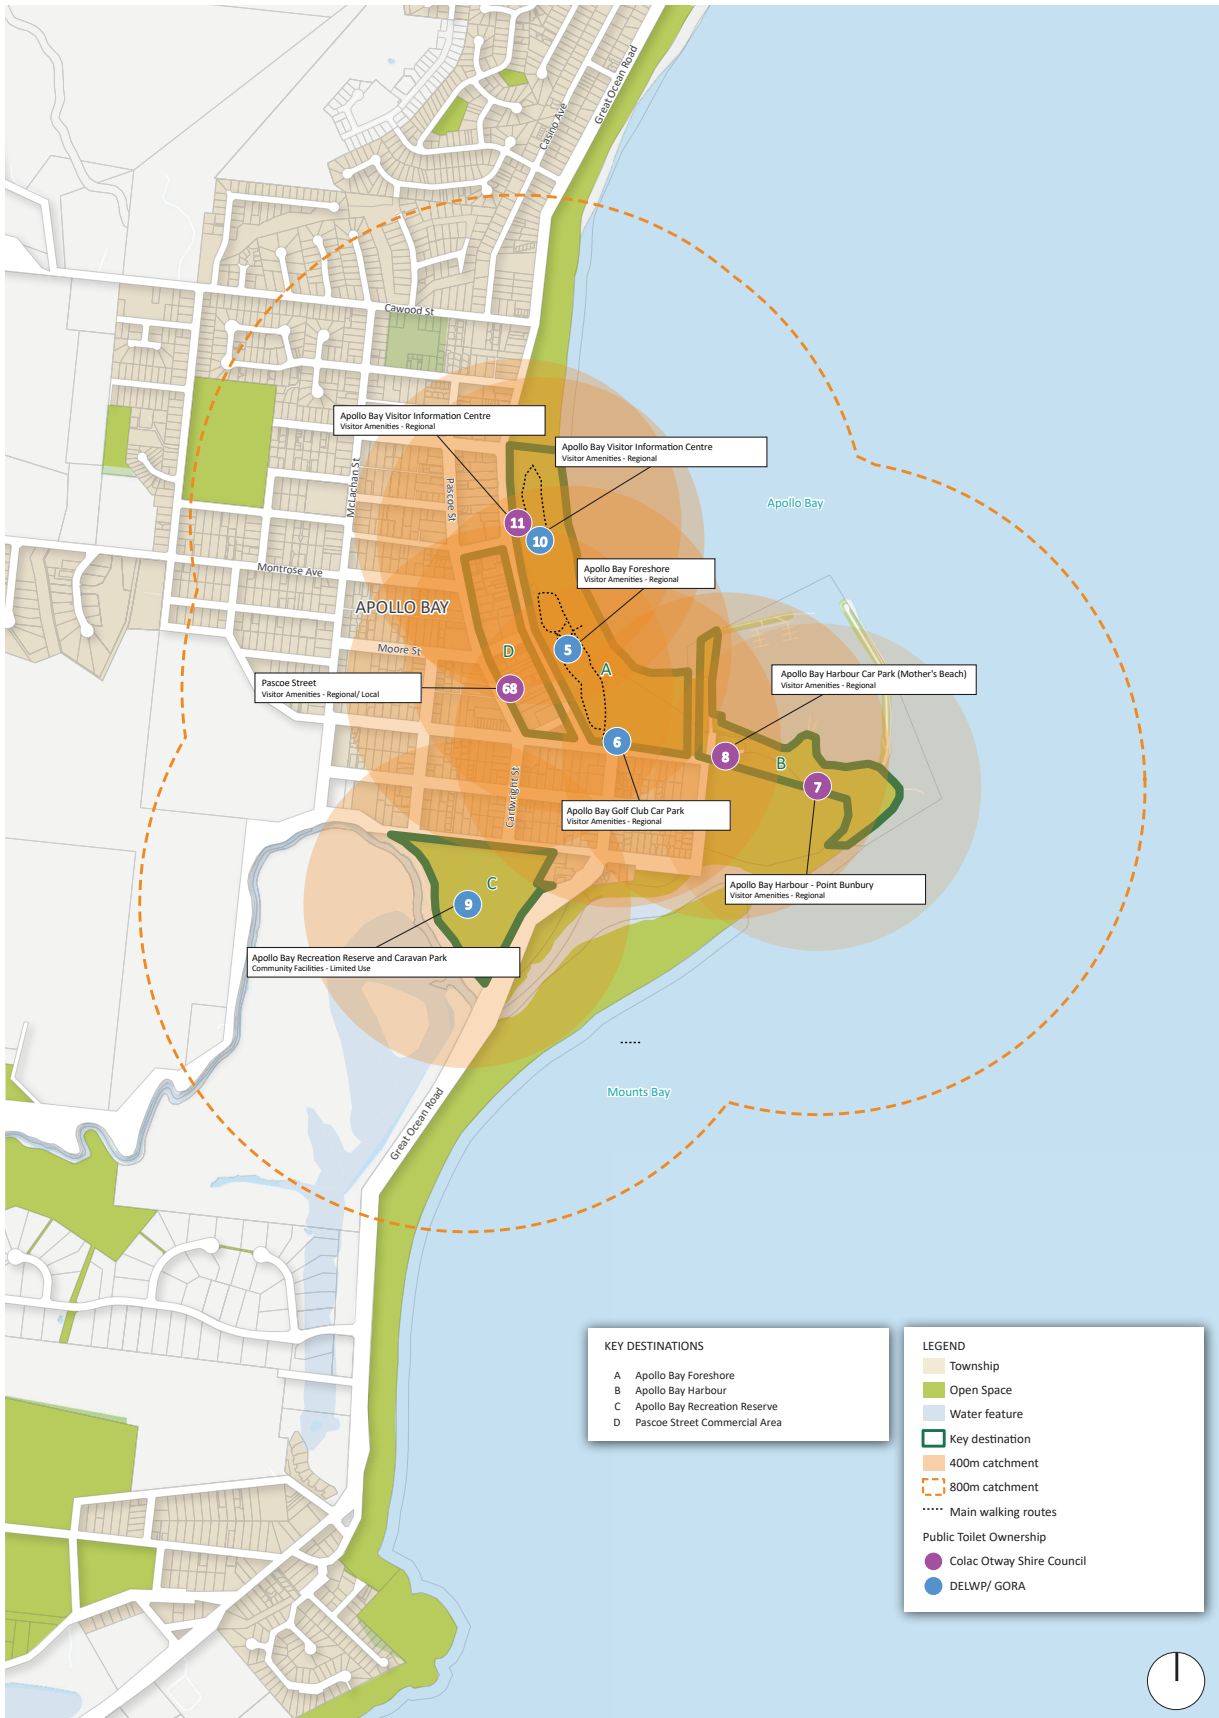 Great Ocean Road
Casino Ave
Cawood St
Apollo Bay Visitor Information Centre
Visitor Amenities - Regional
Apollo Bay Visitor Information Centre
Visitor Amenities - Regional
McLachan St
Pascoe St
Apollo Bay
11
10
Apollo Bay Foreshore
Visitor Amenities - Regional
Montrose Ave
APOLLO BAY
Moore St
D
5
A
Pascoe Street
Visitor Amenities - Regional/ Local
68
Apollo Bay Harbour Car Park (Mother's Beach)
Visitor Amenities - Regional
6
8
B
7
Cartwright St
Apollo Bay Golf Club Car Park
Visitor Amenities - Regional
C
9
Apollo Bay Harbour - Point Bunbury
Visitor Amenities - Regional
Apollo Bay Recreation Reserve and Caravan Park
Community Facilities - Limited Use
Mounts Bay
Great Ocean Road
KEY DESTINATIONS
A Apollo Bay Foreshore
B Apollo Bay Harbour
C Apollo Bay Recreation Reserve
D Pascoe Street Commercial Area
LEGEND
Township
Open Space
Water feature
Key destination
400m catchment
800m catchment
Main walking routes
Public Toilet Ownership
Colac Otway Shire Council
DELWP/ GORA